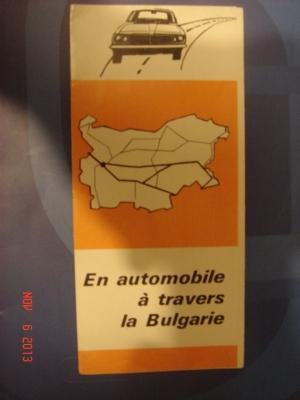 En automobile
à travers
la Bulgarie
NOV 6 2013